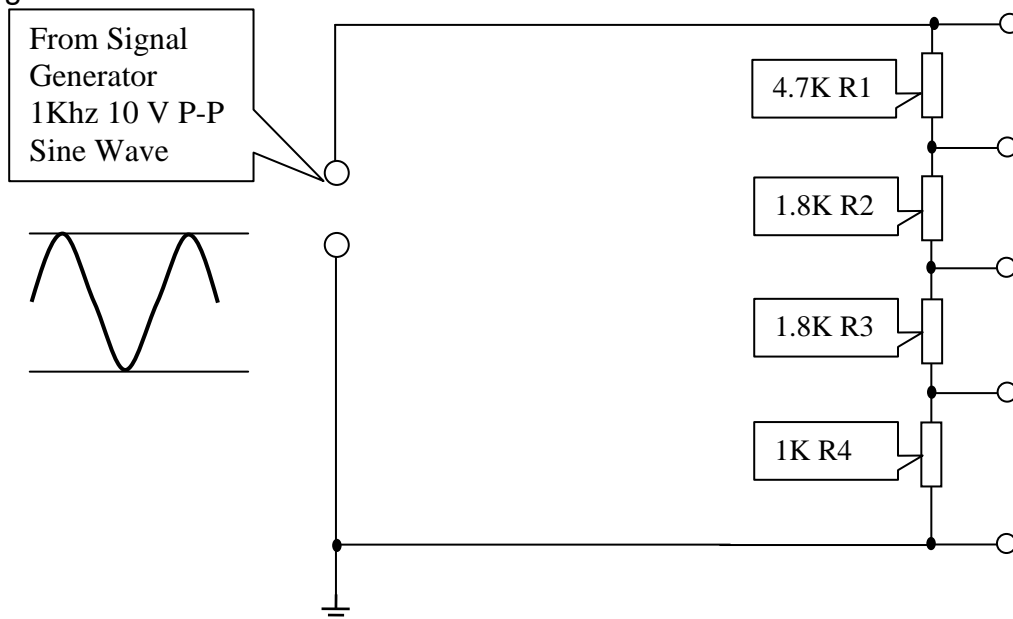 From Signal
Generator
1Khz 10 V P-P
Sine Wave
4.7K R1
1.8K R2
1.8K R3
1K R4